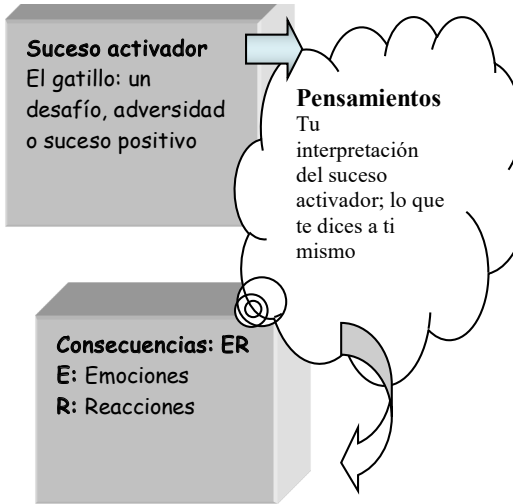 Suceso activador
El gatillo: un
desafío, adversidad
o suceso positivo
Pensamientos
Tu
interpretación
del suceso
activador; lo que
te dices a ti
mismo
Consecuencias: ER
E: Emociones
R: Reacciones